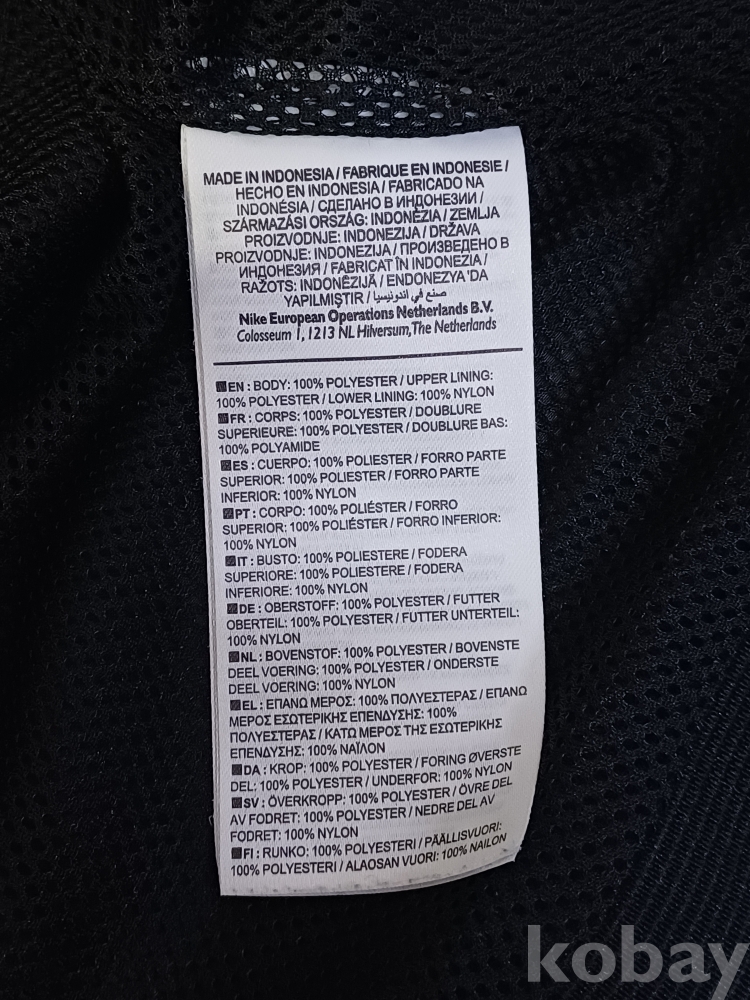 MADE IN INDONESIA / FABRIQUE EN INDONESIE /
HECHO EN INDONESIA / FABRICADO NA
INDONÉSIA / СДЕЛАНО В ИНДОНЕЗИИ /
SZÁRMAZÁSI ORSZÁG: INDONÉZIA / ZEMLJA
PROIZVODNJE: INDONEZIJA / DRŽAVA
PROIZVODNJE: INDONEZIJA / ПРОИЗВЕДЕНО В
ИНДОНЕЗИЯ / FABRICAT ÎN INDONEZIA /
RAŽOTS: INDONĒZIJĀ / ENDONEZYA 'DA
YAPILMIŞTIR / صنع في اندونيسيا
Nike European Operations Netherlands B.V.
Colosseum 1, 1213 NL Hilversum, The Netherlands
EN : BODY: 100% POLYESTER / UPPER LINING:
100% POLYESTER / LOWER LINING: 100% NYLON
FR : CORPS: 100% POLYESTER / DOUBLURE
SUPERIEURE: 100% POLYESTER / DOUBLURE BAS:
100% POLYAMIDE
ES : CUERPO: 100% POLIESTER / FORRO PARTE
SUPERIOR: 100% POLIESTER / FORRO PARTE
INFERIOR: 100% NYLON
PT : CORPO: 100% POLIÉSTER / FORRO
SUPERIOR: 100% POLIÉSTER / FORRO INFERIOR:
100% NYLON
IT : BUSTO: 100% POLIESTERE / FODERA
SUPERIORE: 100% POLIESTERE / FODERA
INFERIORE: 100% NYLON
DE : OBERSTOFF: 100% POLYESTER / FUTTER
OBERTEIL: 100% POLYESTER / FUTTER UNTERTEIL:
100% NYLON
NL : BOVENSTOF: 100% POLYESTER / BOVENSTE
DEEL VOERING: 100% POLYESTER / ONDERSTE
DEEL VOERING: 100% NYLON
EL : ΕΠΑΝΩ ΜΕΡΟΣ: 100% ΠΟΛΥΕΣΤΕΡΑΣ / ΕΠΑΝΩ
ΜΕΡΟΣ ΕΣΩΤΕΡΙΚΗΣ ΕΠΕΝΔΥΣΗΣ: 100%
ΠΟΛΥΕΣΤΕΡΑΣ / ΚΑΤΩ ΜΕΡΟΣ ΤΗΣ ΕΣΩΤΕΡΙΚΗΣ
ΕΠΕΝΔΥΣΗΣ: 100% ΝΑΪΛΟΝ
DA : KROP: 100% POLYESTER / FORING ØVERSTE
DEL: 100% POLYESTER / UNDERFOR: 100% NYLON
SV : ÖVERKROPP: 100% POLYESTER / ÖVRE DEL
AV FODRET: 100% POLYESTER / NEDRE DEL AV
FODRET: 100% NYLON
FI : RUNKO: 100% POLYESTERI / PÄÄLLISVUORI:
100% POLYESTERI / ALAOSAN VUORI: 100% NAILON
kobay